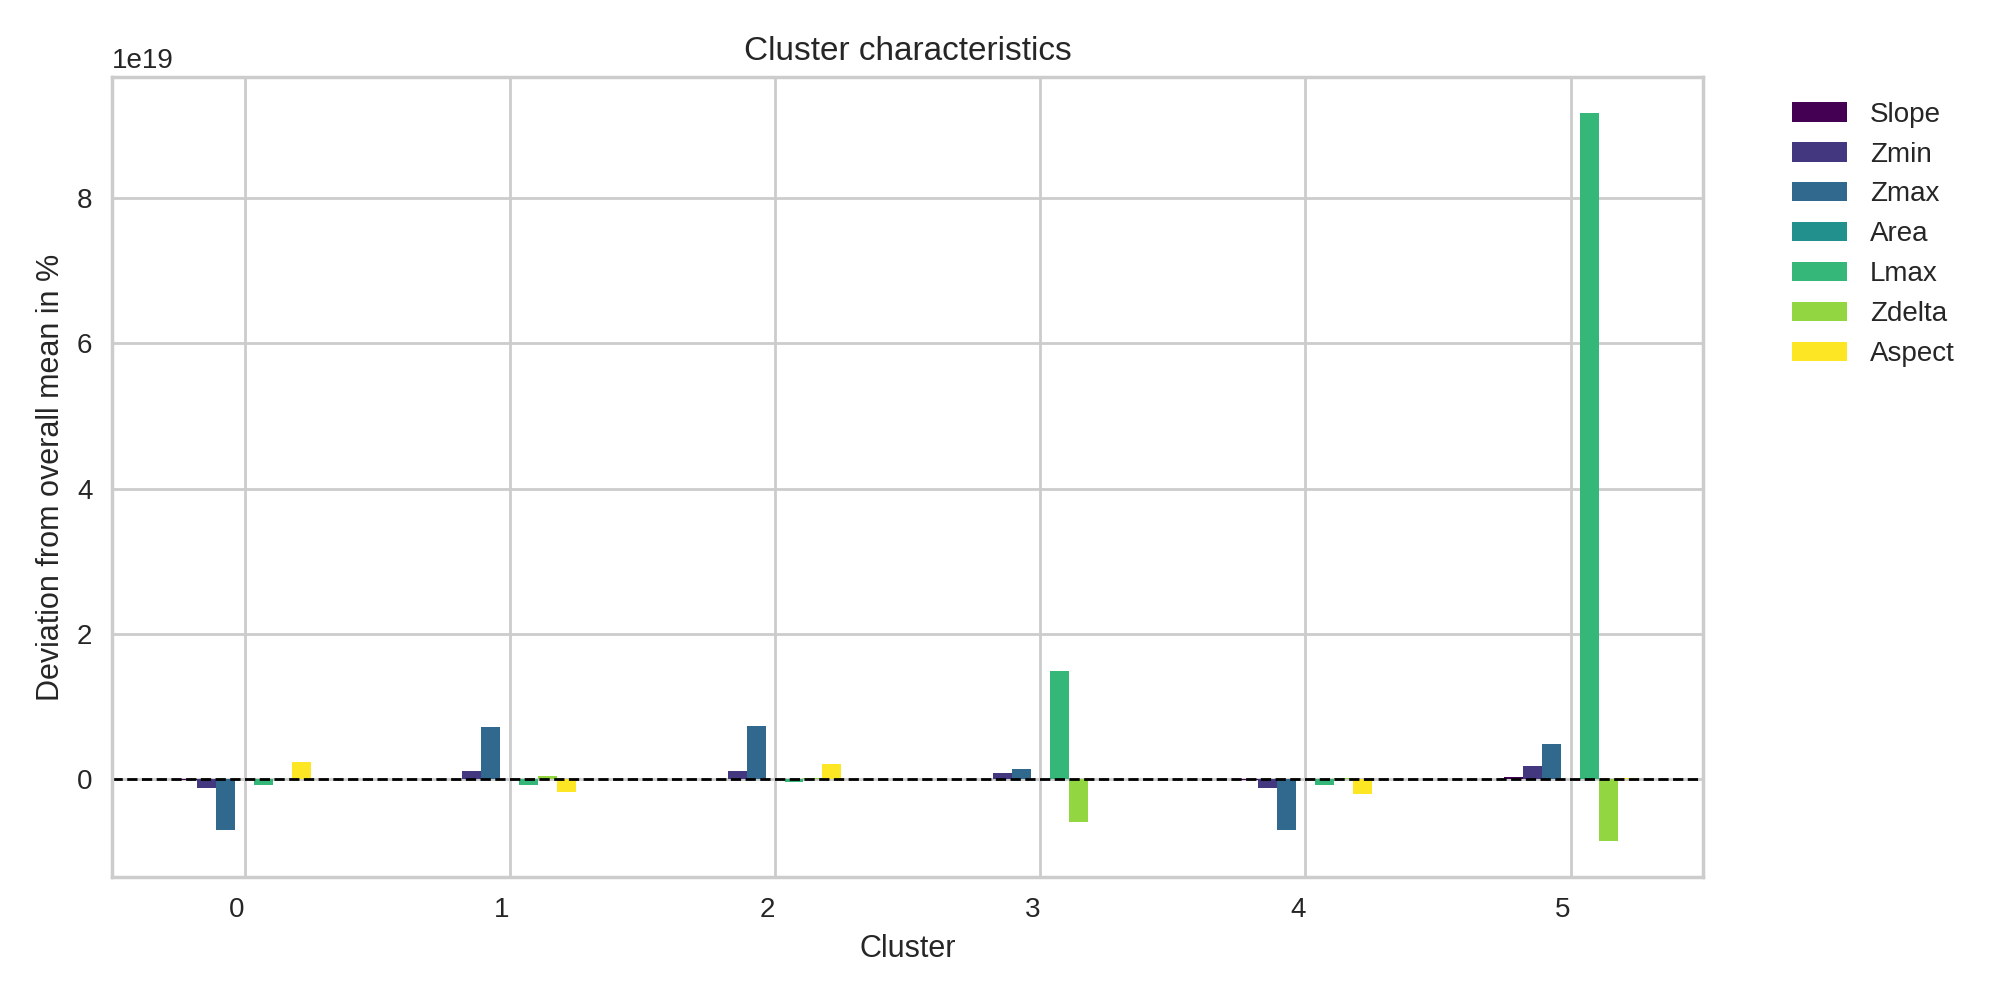 Cluster characteristics
1e19
8
6
4
2
0
Deviation from overall mean in %
0 1 2 3 4 5
Cluster
Slope
Zmin
Zmax
Area
Lmax
Zdelta
Aspect